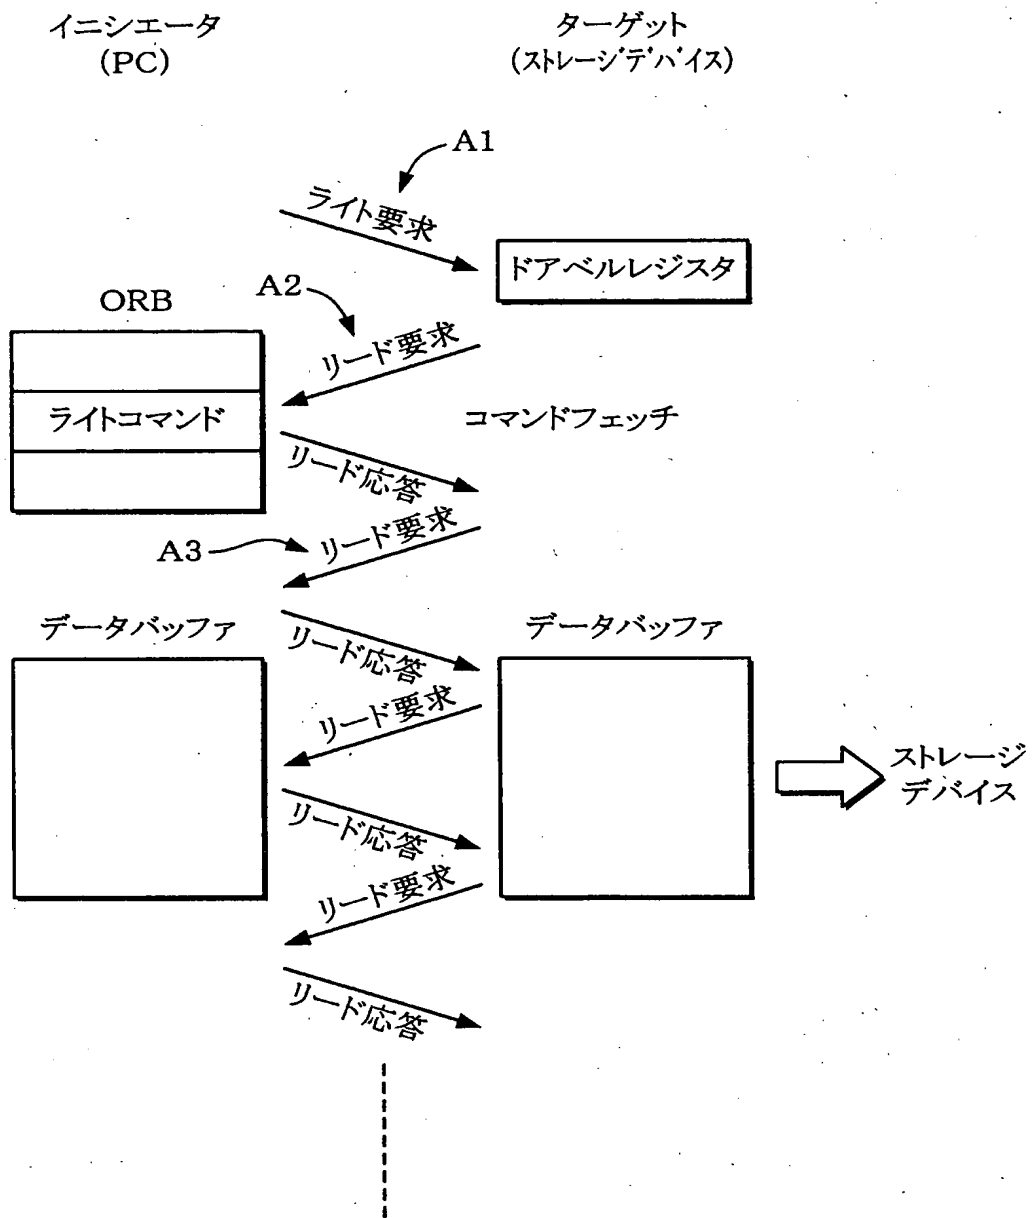 イニシエータ
(PC)
ターゲット
(ストレージデバイス)
A1
ライト要求
ドアベルレジスタ
A2
ORB
リード要求
ライトコマンド
コマンドフェッチ
リード応答
A3
リード要求
データバッファ
データバッファ
リード応答
リード要求
ストレージ
デバイス
リード応答
リード要求
リード応答